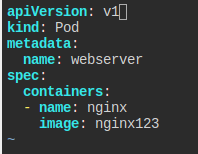 apiVersion: v1
kind: Pod
metadata:
  name: webserver
spec:
  containers:
  - name: nginx
    image: nginx123
~